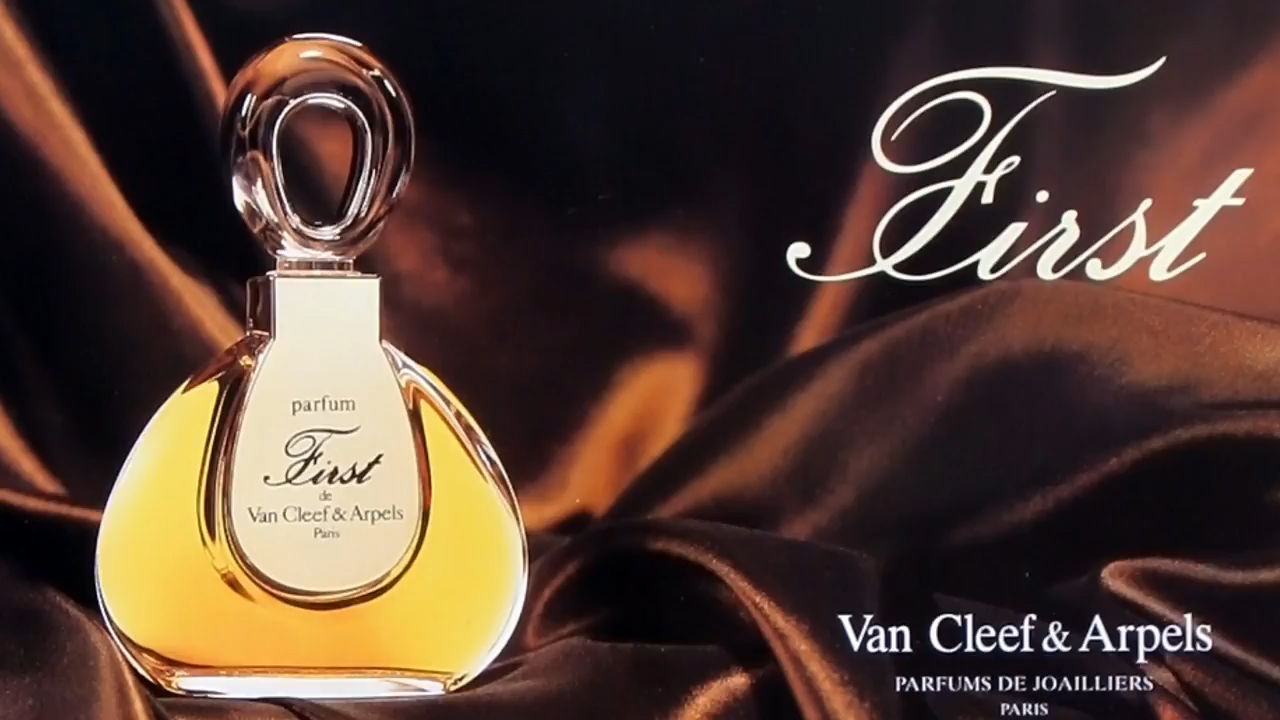 parfum
First
de
Van Cleef & Arpels
Paris
First
Van Cleef & Arpels
PARFUMS DE JOAILLIERS
PARIS